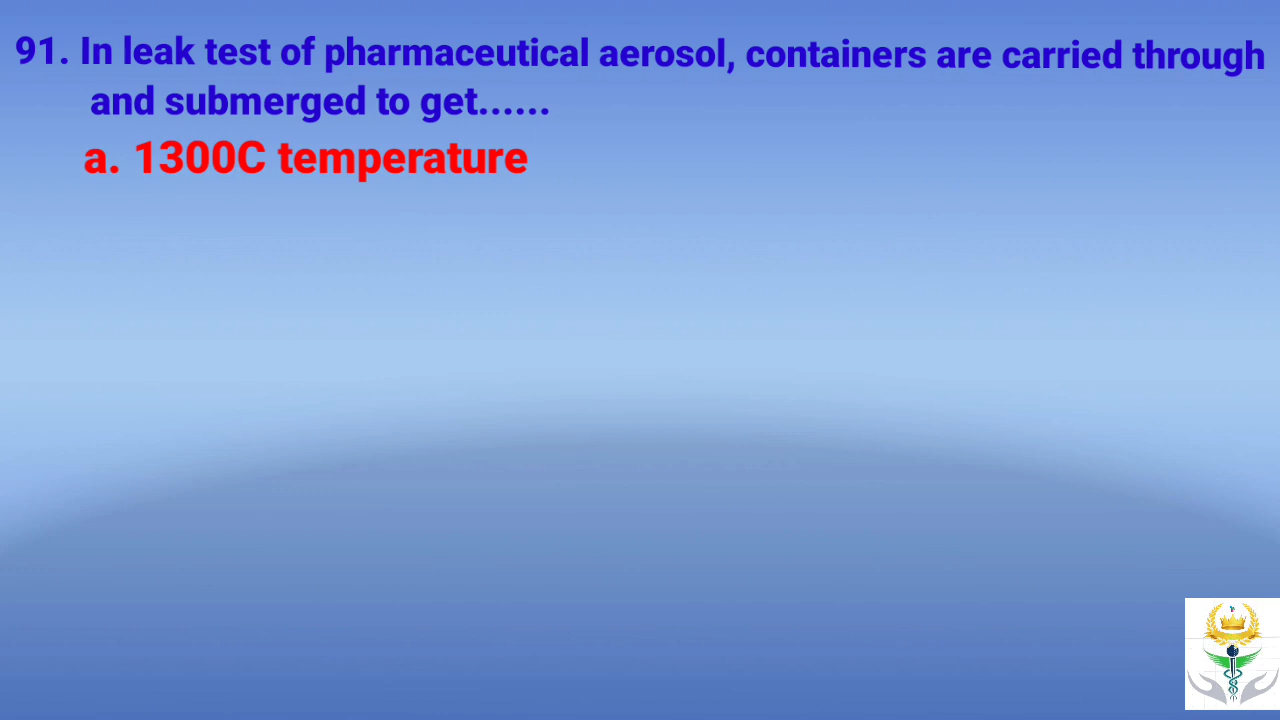 91. In leak test of pharmaceutical aerosol, containers are carried through
and submerged to get......
a. 1300C temperature